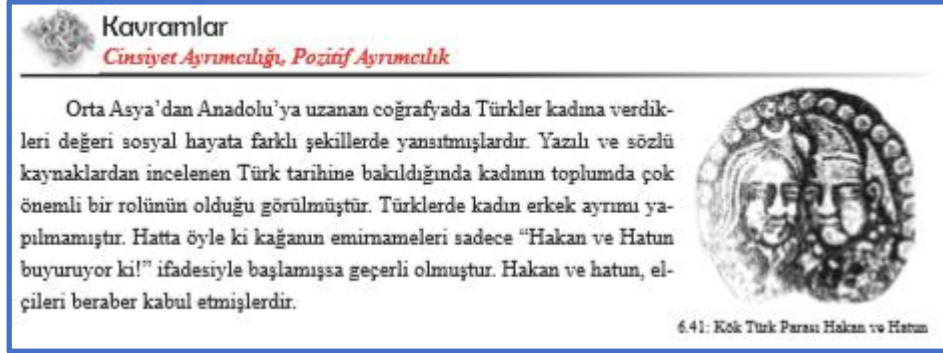 Kavramlar
Cinsiyet Ayrımcılığı, Pozitif Ayrımcılık
Orta Asya’dan Anadolu’ya uzanan coğrafyada Türkler kadına verdik-
leri değeri sosyal hayata farklı şekillerde yansıtmışlardır. Yazılı ve sözlü
kaynaklardan incelenen Türk tarihine bakıldığında kadının toplumda çok
önemli bir rolünün olduğu görülmüştür. Türklerde kadın erkek ayrımı ya-
pılmamıştır. Hatta öyle ki kağanın emirnameleri sadece “Hakan ve Hatun
buyuruyor ki!” ifadesiyle başlamışsa geçerli olmuştur. Hakan ve hatun, el-
çileri beraber kabul etmişlerdir.
6.41: Kök Türk Parası Hakan ve Hatun